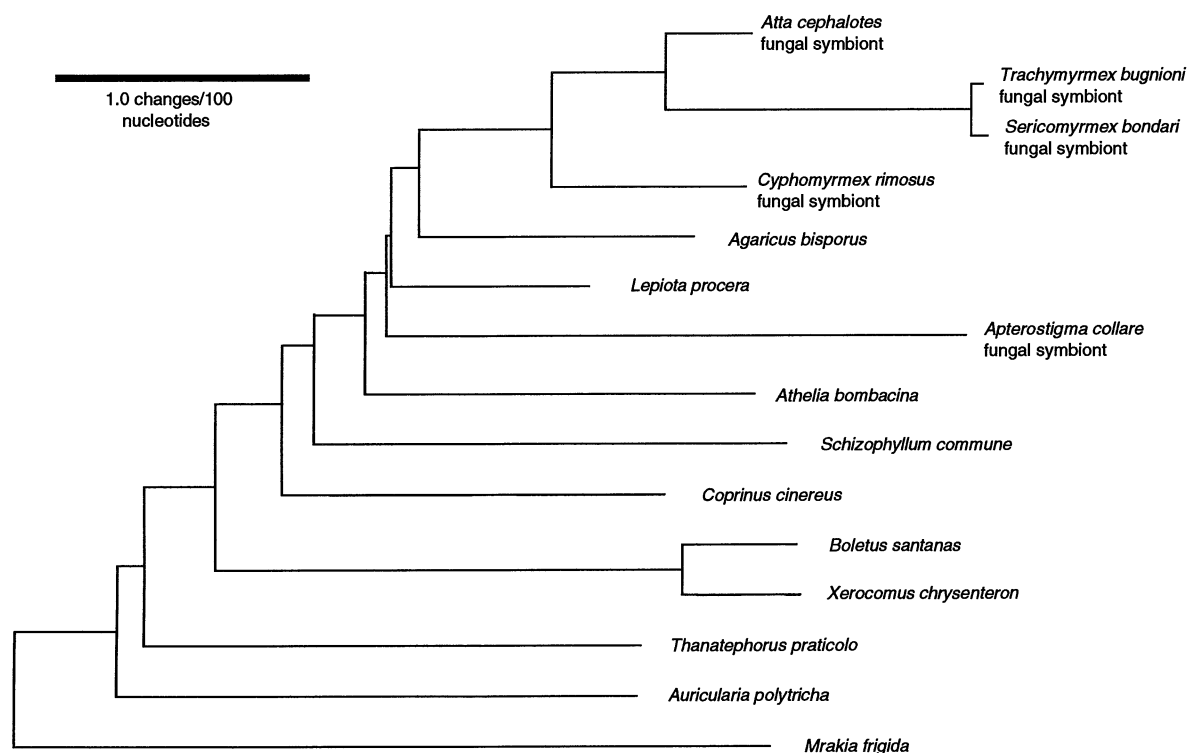 Atta cephalotes
fungal symbiont
1.0 changes/100
nucleotides
Trachymyrmex bugnioni
fungal symbiont
Sericomyrmex bondari
fungal symbiont
Cyphomyrmex rimosus
fungal symbiont
Agaricus bisporus
Lepiota procera
Apterostigma collare
fungal symbiont
Athelia bombacina
Schizophyllum commune
Coprinus cinereus
Boletus santanas
Xerocomus chrysenteron
Thanatephorus praticolo
Auricularia polytricha
Mrakia frigida